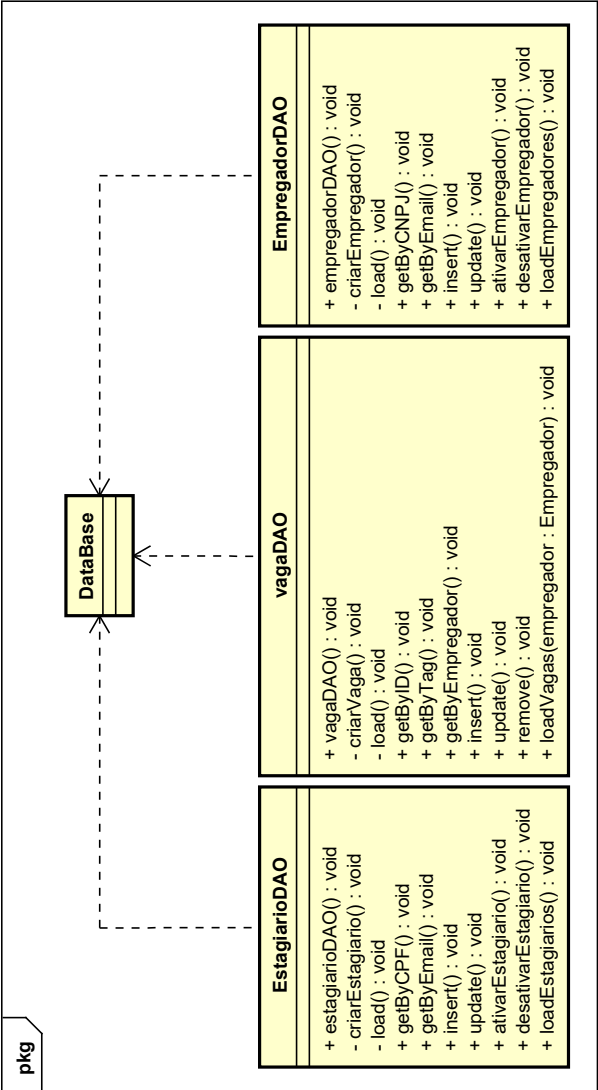 pkg
DataBase
EstagiarioDAO
+ estagiarioDAO() : void
- criarEstagiario() : void
- load() : void
+ getByCPF() : void
+ getByEmail() : void
+ insert() : void
+ update() : void
+ ativarEstagiario() : void
+ desativarEstagiario() : void
+ loadEstagiarios() : void
vagaDAO
+ vagaDAO() : void
- criarVaga() : void
- load() : void
+ getByID() : void
+ getByTag() : void
+ getByEmpregador() : void
+ insert() : void
+ update() : void
+ remove() : void
+ loadVagas(empregador : Empregador) : void
EmpregadorDAO
+ empregadorDAO() : void
- criarEmpregador() : void
- load() : void
+ getByCNPJ() : void
+ getByEmail() : void
+ insert() : void
+ update() : void
+ ativarEmpregador() : void
+ desativarEmpregador() : void
+ loadEmpregadores() : void